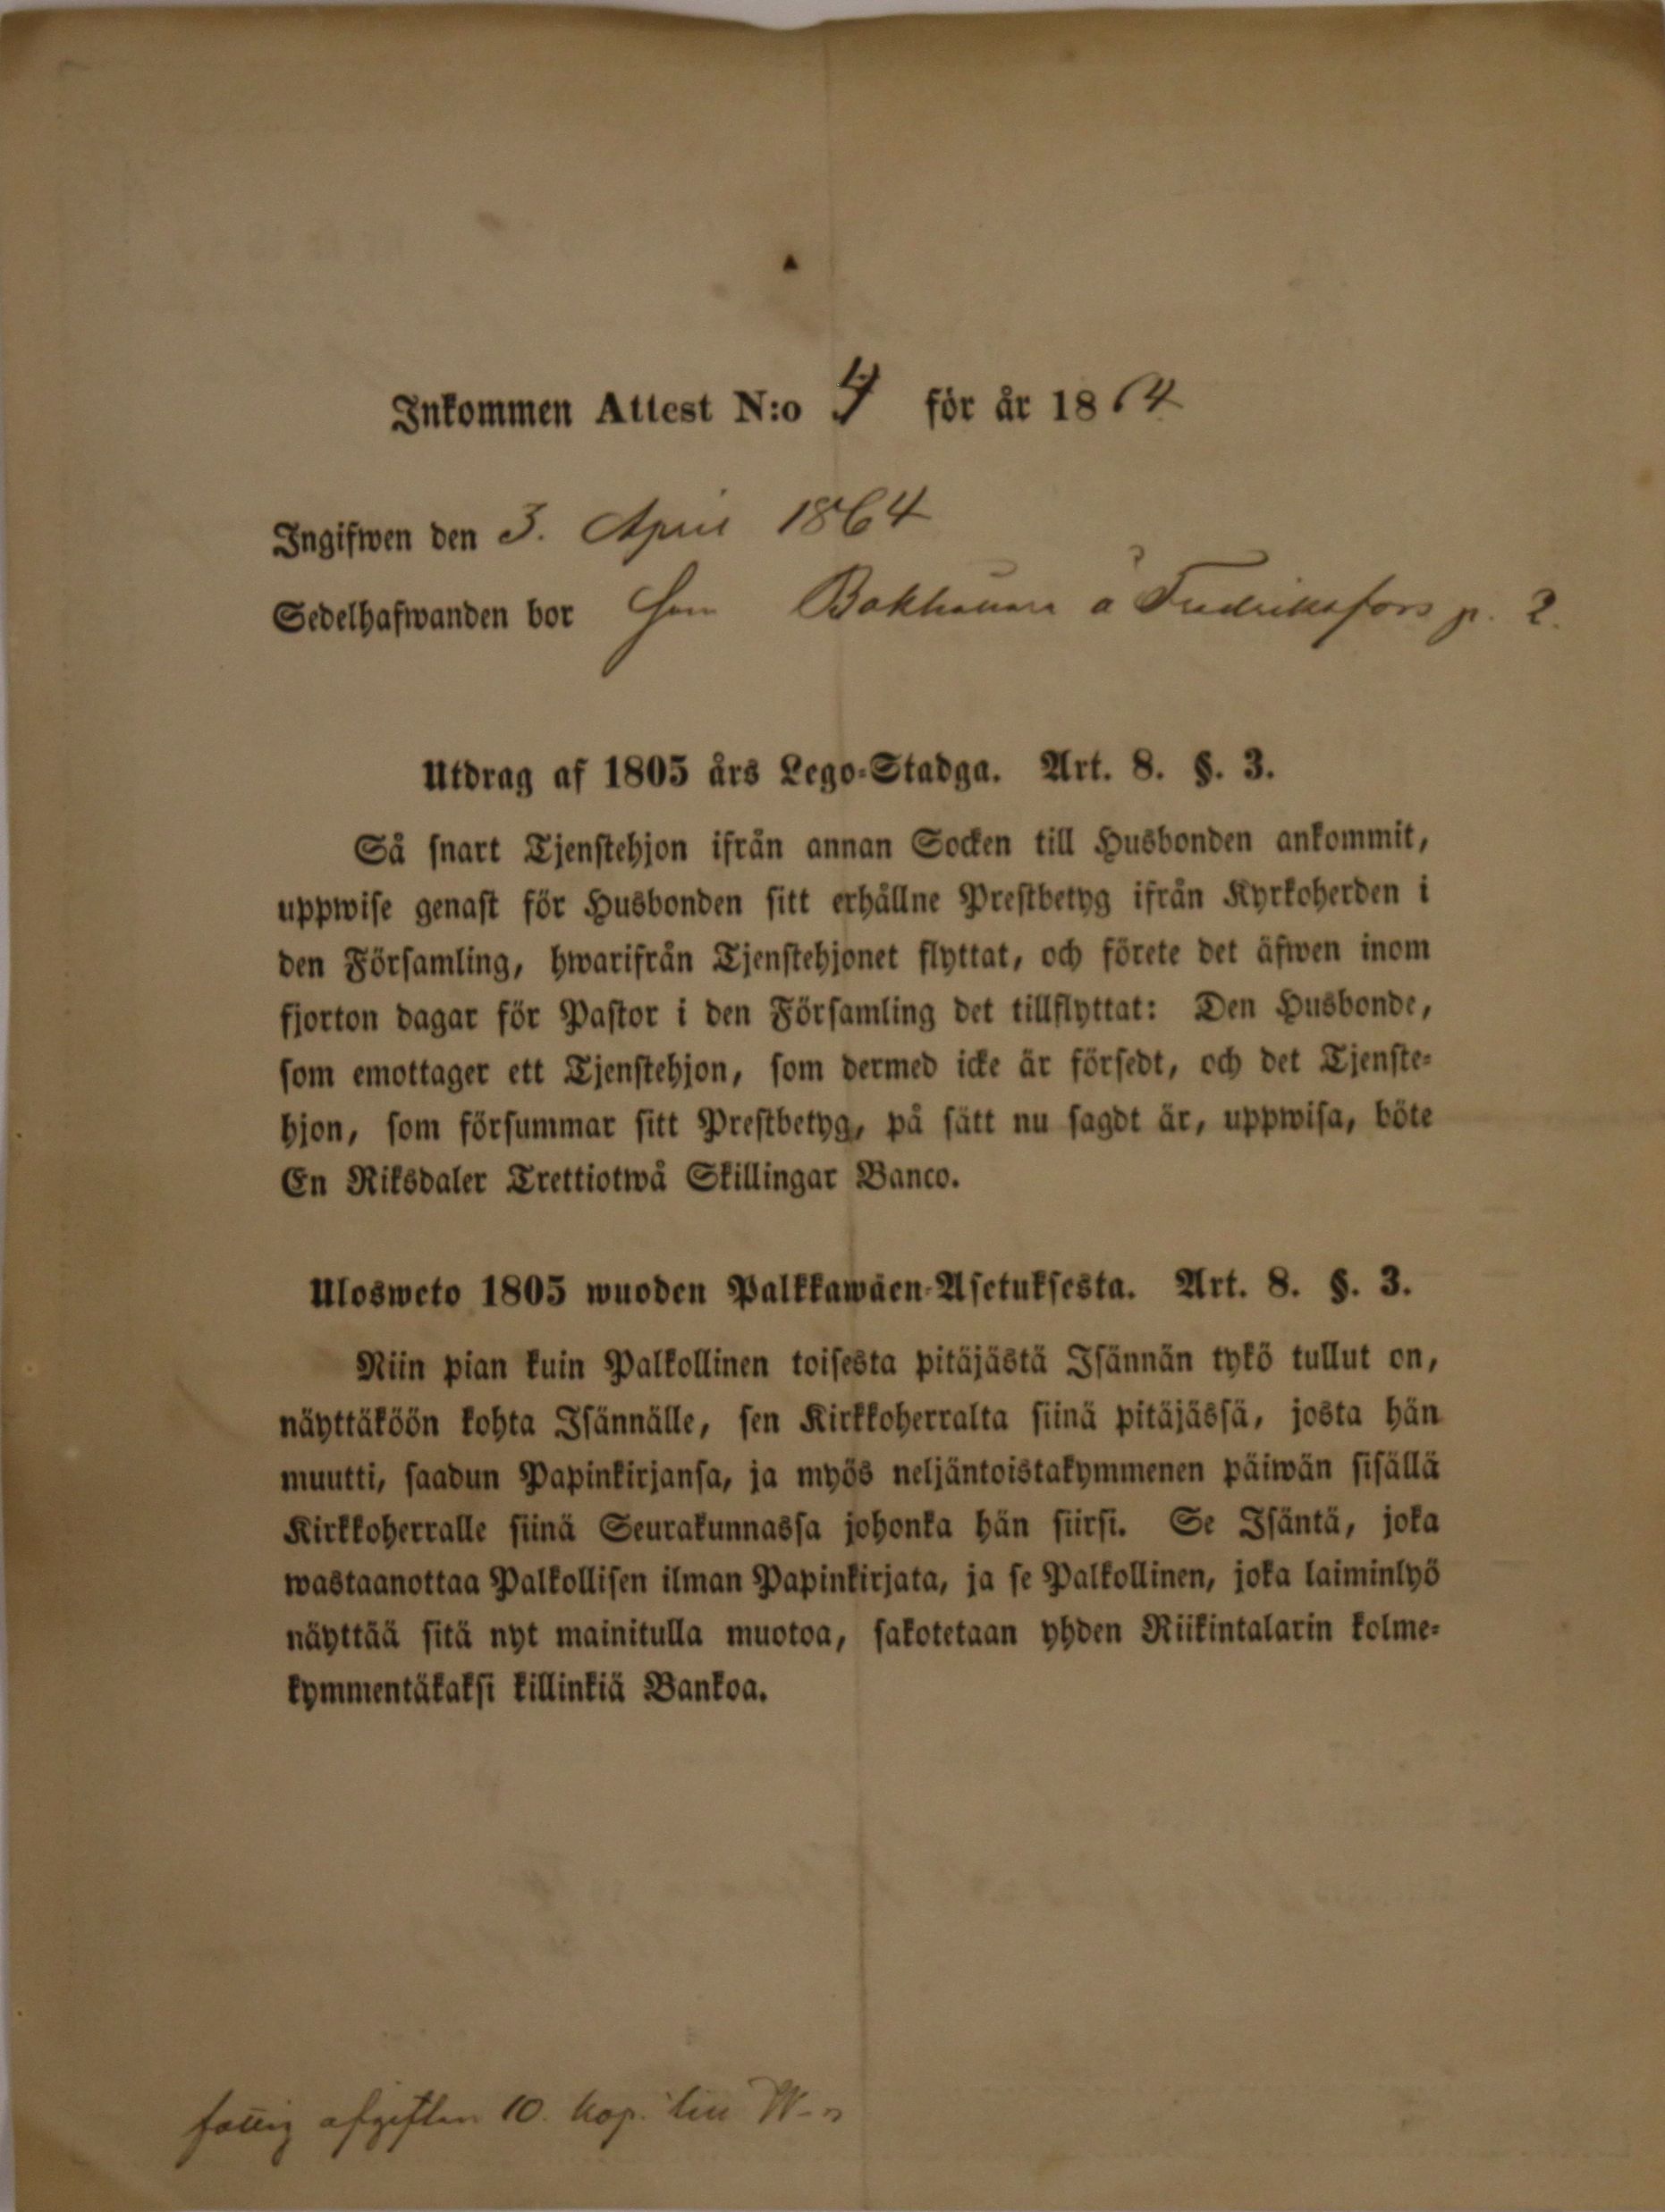 Inkommen Attest N:o 4 för år 1864
Ingifwen den 3. April 1864
Sedelhafwanden bor Bokhållare å Fredriksfors p. 2.
Utdrag af 1805 års Lego-Stadga. Art. 8. §. 3.
Så snart Tjenstehjon ifrån annan Socken till Husbonden ankommit,
uppwise genast för Husbonden sitt erhållne Prestbetyg ifrån Kyrkoherden i
den Församling, hwarifrån Tjenstehjonet flyttat, och förete det äfwen inom
fjorton dagar för Pastor i den Församling det tillflyttat: Den Husbonde,
som emottager ett Tjenstehjon, som dermed icke är försedt, och det Tjenste-
hjon, som försummar sitt Prestbetyg, på sätt nu sagdt är, uppwisa, böte
En Riksdaler Trettiotwå Skillingar Banco.
Ulosweto 1805 wuoden Palkkawäen-Asetuksesta. Art. 8. §. 3.
Niin pian kuin Palkollinen toisesta pitäjästä Isännän tykö tullut on,
näyttäköön kohta Isännälle, sen Kirkkoherralta siinä pitäjässä, josta hän
muutti, saadun Papinkirjansa, ja myös neljäntoistakymmenen päiwän sisällä
Kirkkoherralle siinä Seurakunnassa johonka hän siirsi. Se Isäntä, joka
wastaanottaa Palkollisen ilman Papinkirjata, ja se Palkollinen, joka laiminlyö
näyttää sitä nyt mainitulla muotoa, sakotetaan yhden Riikintalarin kolme-
kymmentäkaksi killinkiä Bankoa.
fattig afgiften 10. kop. till